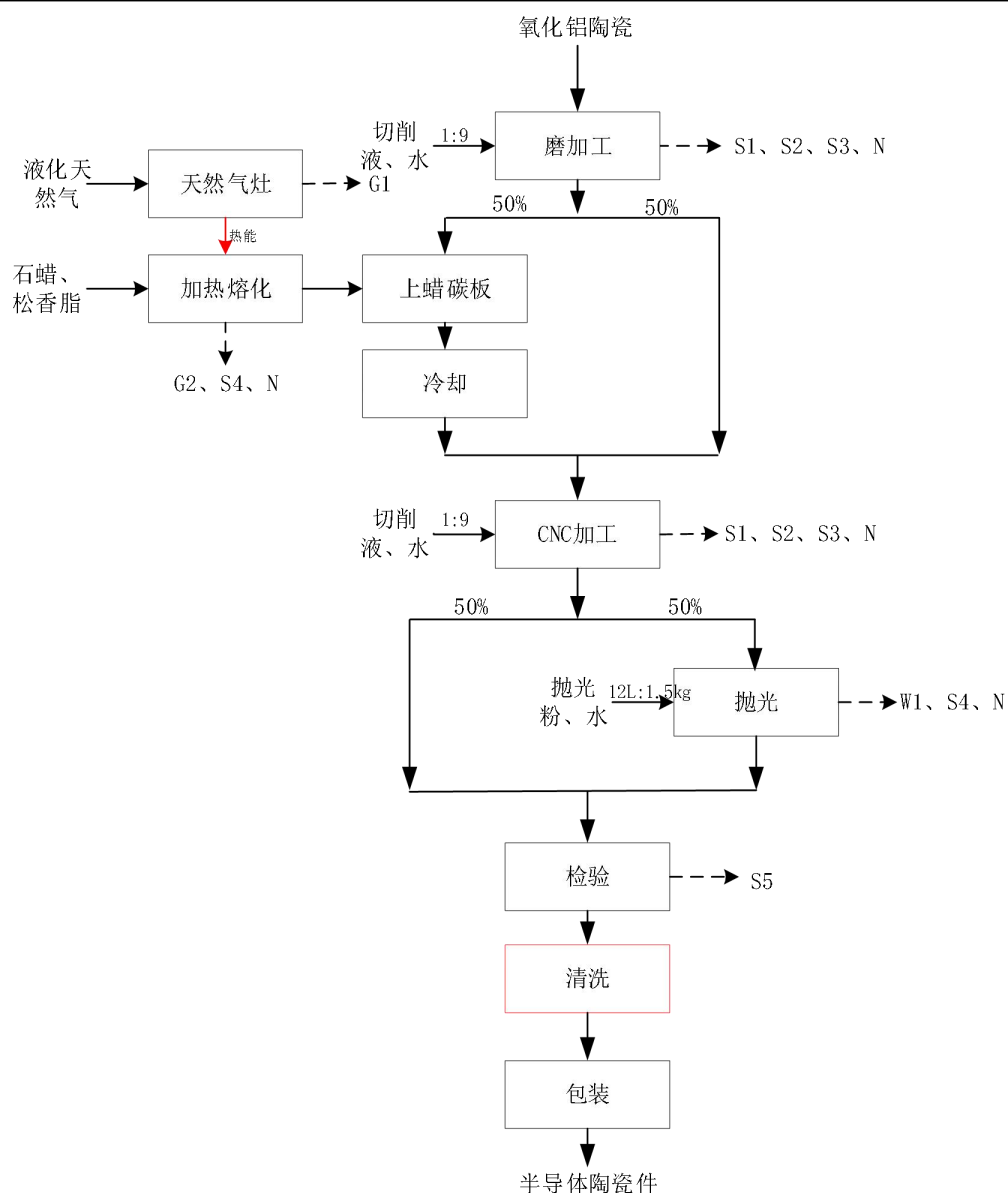 氧化铝陶瓷
切削
液、水
1:9
磨加工
S1、S2、S3、N
液化天
然气
天然气灶
G1
50%
50%
热能
石蜡、
松香脂
加热熔化
上蜡碳板
G2、S4、N
冷却
切削
液、水
1:9
CNC加工
S1、S2、S3、N
50%
50%
抛光
粉、水
12L:1.5kg
抛光
W1、S4、N
检验
S5
清洗
包装
半导体陶瓷件